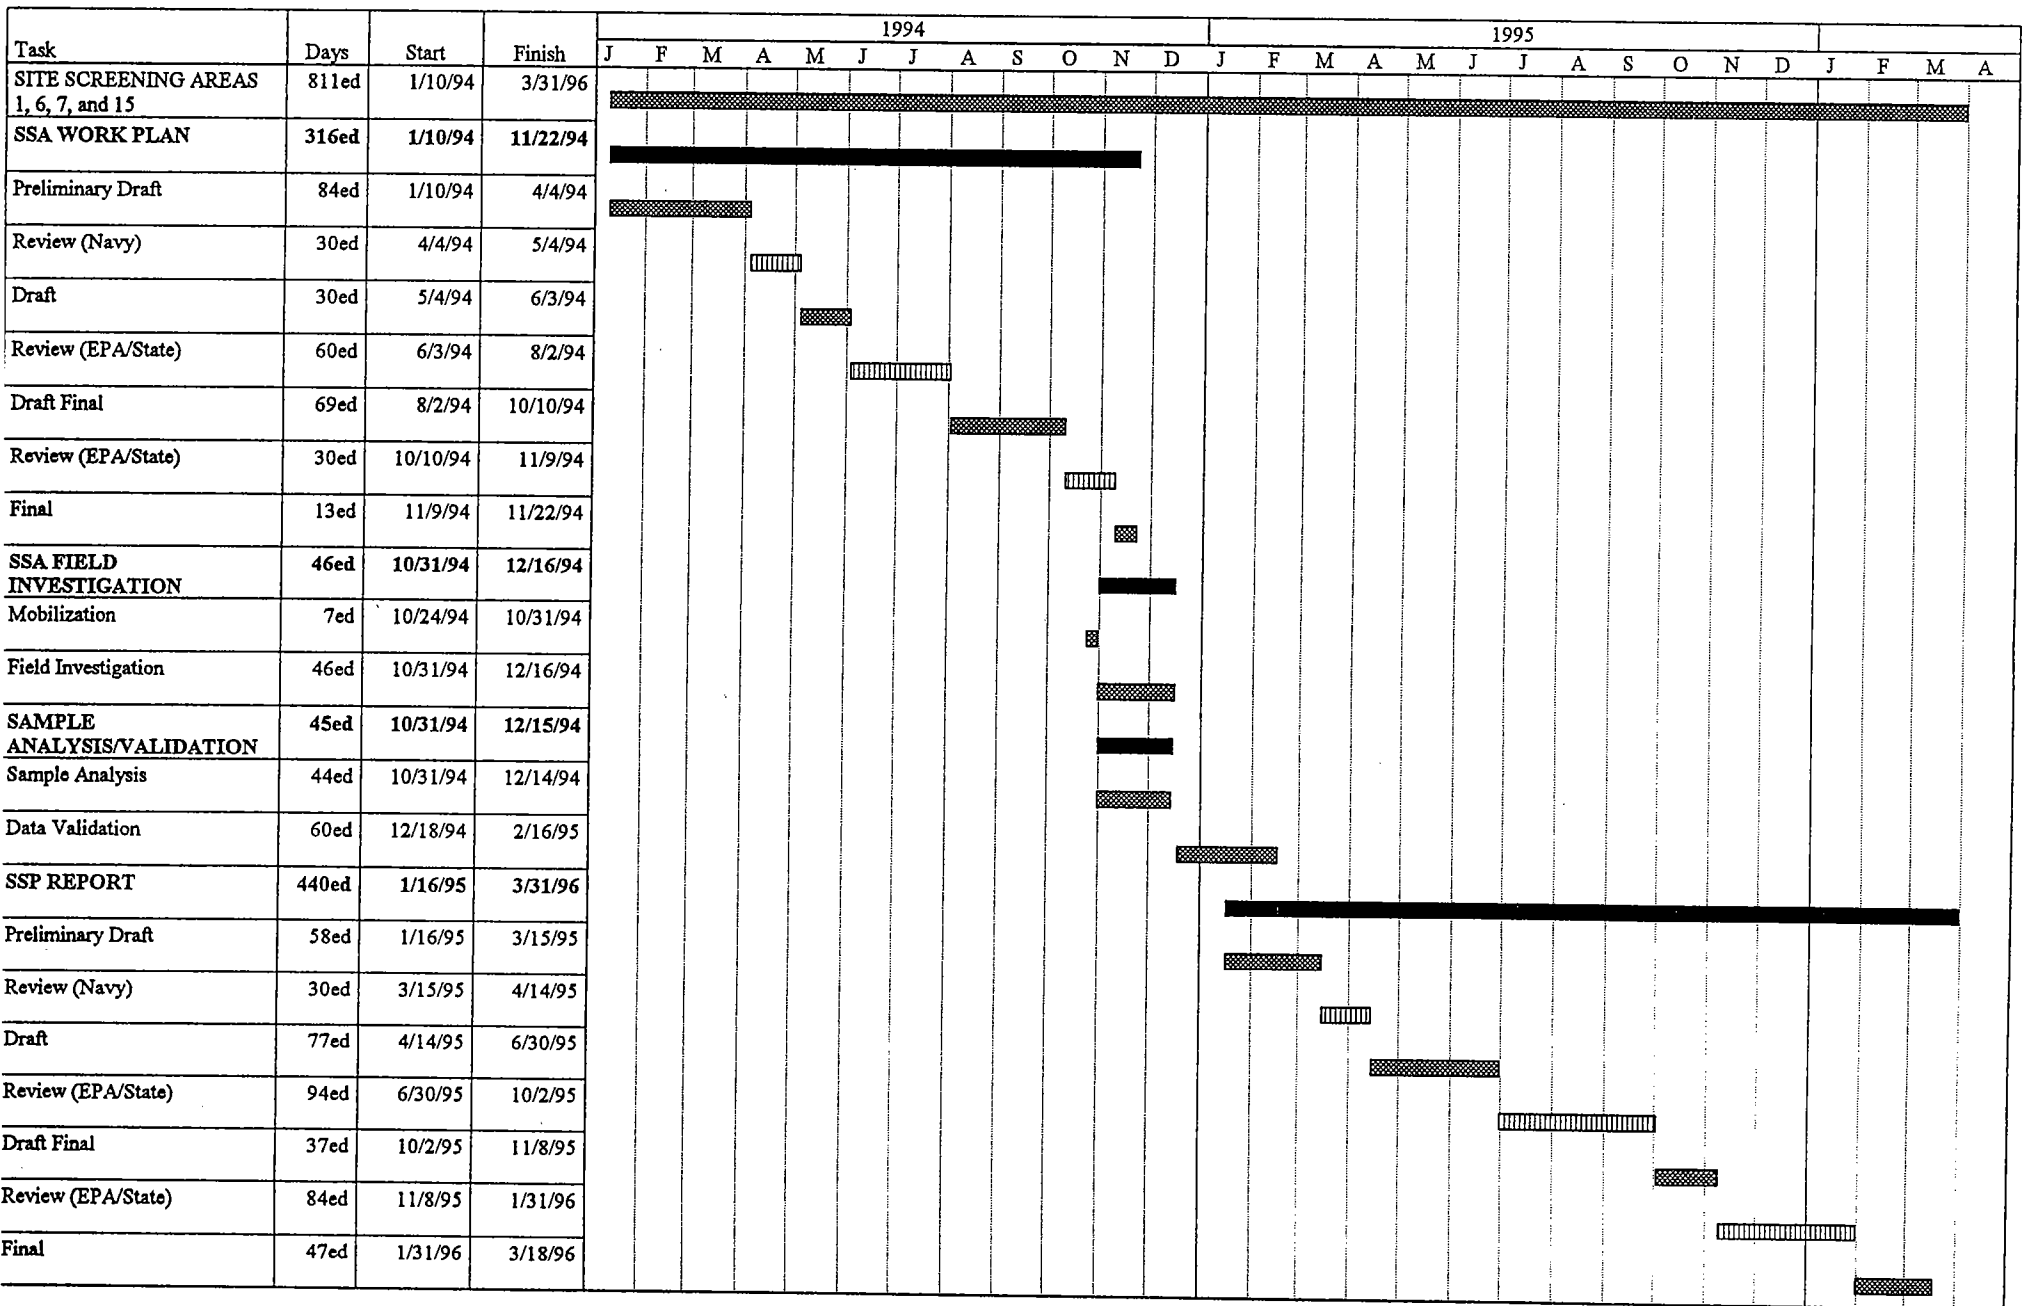 1994
1995
Task Days Start Finish J F M A M J J A S O N D J F M A M J J A S O N D J F M A
SITE SCREENING AREAS 811ed 1/10/94 3/31/96
1, 6, 7, and 15
SSA WORK PLAN 316ed 1/10/94 11/22/94
Preliminary Draft 84ed 1/10/94 4/4/94
Review (Navy) 30ed 4/4/94 5/4/94
Draft 30ed 5/4/94 6/3/94
Review (EPA/State) 60ed 6/3/94 8/2/94
Draft Final 69ed 8/2/94 10/10/94
Review (EPA/State) 30ed 10/10/94 11/9/94
Final 13ed 11/9/94 11/22/94
SSA FIELD 46ed 10/31/94 12/16/94
INVESTIGATION
Mobilization 7ed 10/24/94 10/31/94
Field Investigation 46ed 10/31/94 12/16/94
SAMPLE 45ed 10/31/94 12/15/94
ANALYSIS/VALIDATION
Sample Analysis 44ed 10/31/94 12/14/94
Data Validation 60ed 12/18/94 2/16/95
SSP REPORT 440ed 1/16/95 3/31/96
Preliminary Draft 58ed 1/16/95 3/15/95
Review (Navy) 30ed 3/15/95 4/14/95
Draft 77ed 4/14/95 6/30/95
Review (EPA/State) 94ed 6/30/95 10/2/95
Draft Final 37ed 10/2/95 11/8/95
Review (EPA/State) 84ed 11/8/95 1/31/96
Final 47ed 1/31/96 3/18/96